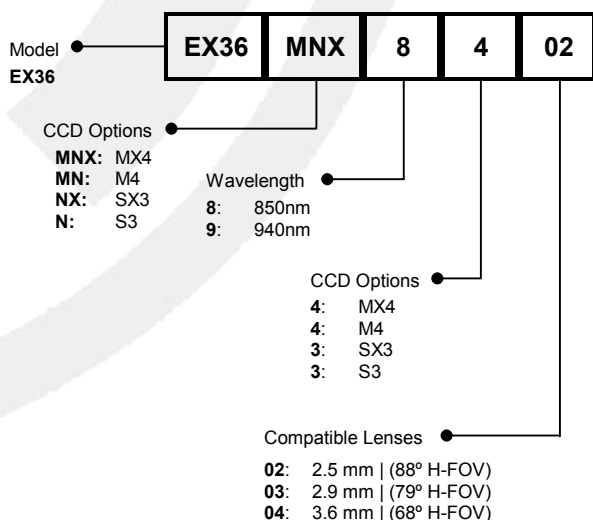 EX36 MNX 8 4 02
Model
EX36
CCD Options
MNX: MX4
MN: M4
NX: SX3
N: S3
Wavelength
8: 850nm
9: 940nm
CCD Options
4: MX4
4: M4
3: SX3
3: S3
Compatible Lenses
02: 2.5 mm | (88º H-FOV)
03: 2.9 mm | (79º H-FOV)
04: 3.6 mm | (68º H-FOV)